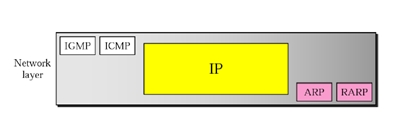 IGMP ICMP
Network
layer
IP
ARP RARP